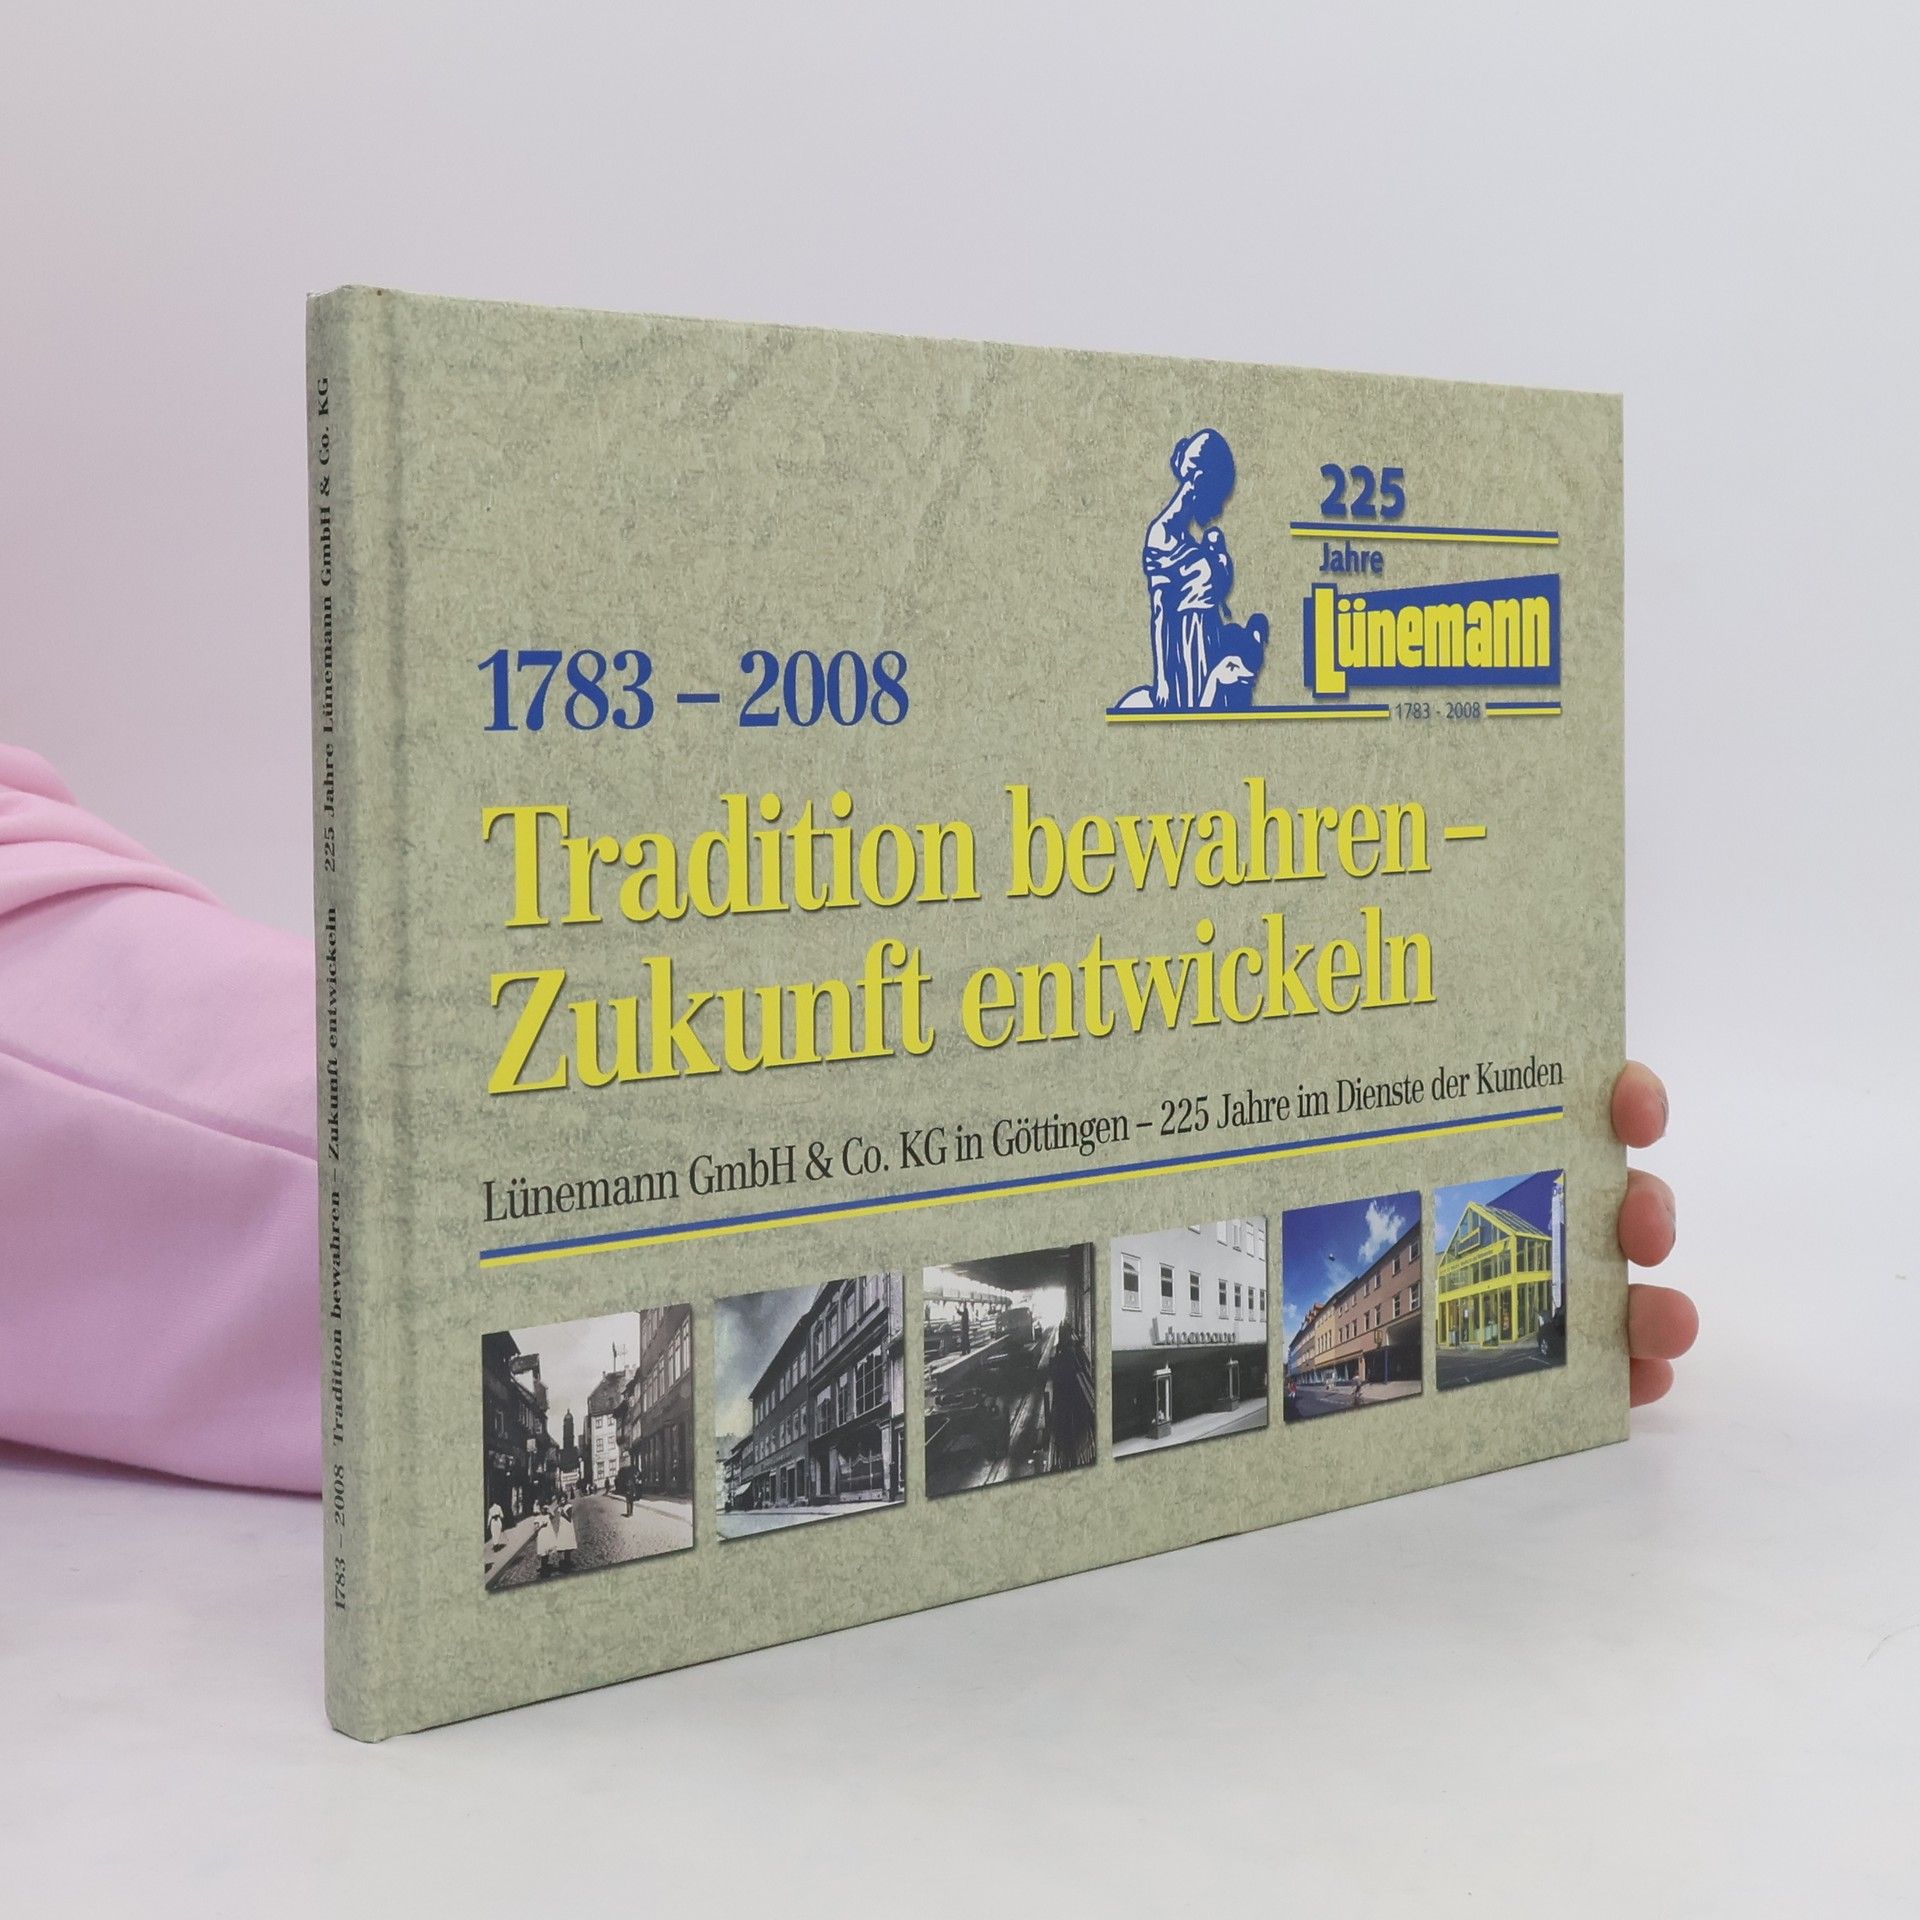 1783 – 2008 Tradition bewahren – Zukunft entwickeln 225 Jahre Lünemann GmbH & Co. KG
225
Jahre
Lünemann
1783 - 2008
1783 – 2008
Tradition bewahren –
Zukunft entwickeln
Lünemann GmbH & Co. KG in Göttingen – 225 Jahre im Dienste der Kunden
Lünemann